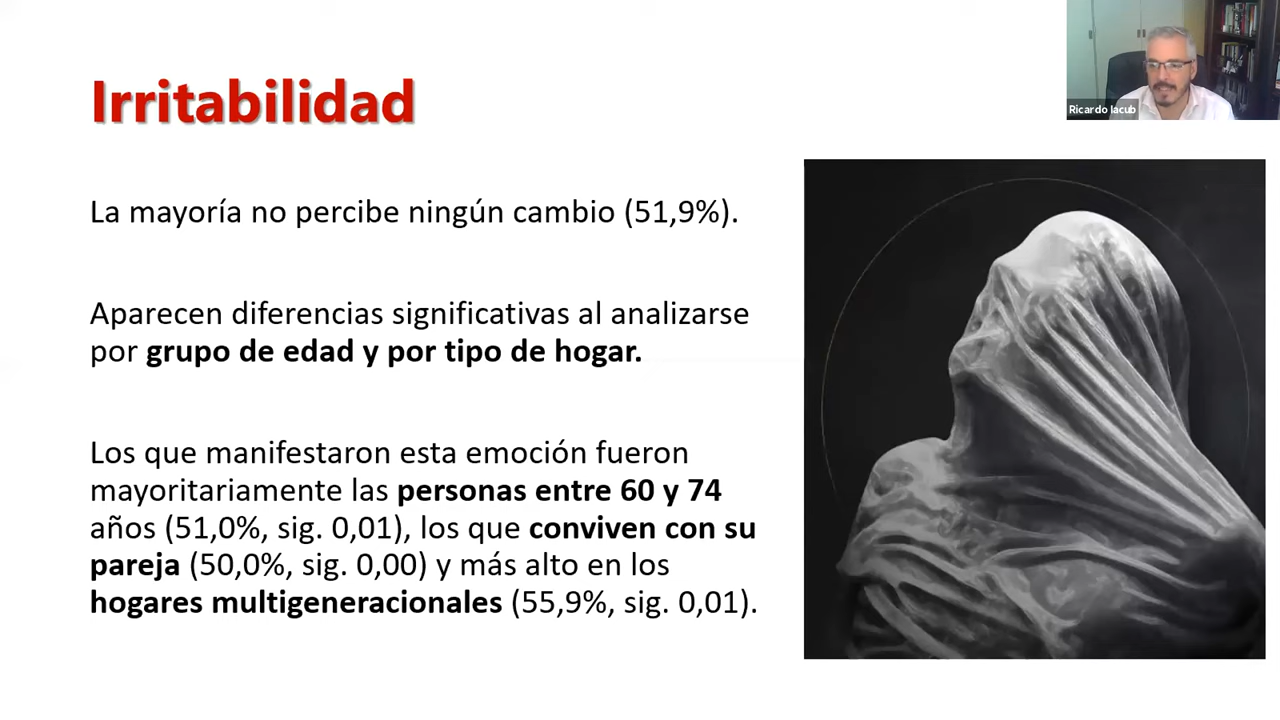 Irritabilidad
Ricardo Iacub
La mayoría no percibe ningún cambio (51,9%).
Aparecen diferencias significativas al analizarse
por grupo de edad y por tipo de hogar.
Los que manifestaron esta emoción fueron
mayoritariamente las personas entre 60 y 74
años (51,0%, sig. 0,01), los que conviven con su
pareja (50,0%, sig. 0,00) y más alto en los
hogares multigeneracionales (55,9%, sig. 0,01).